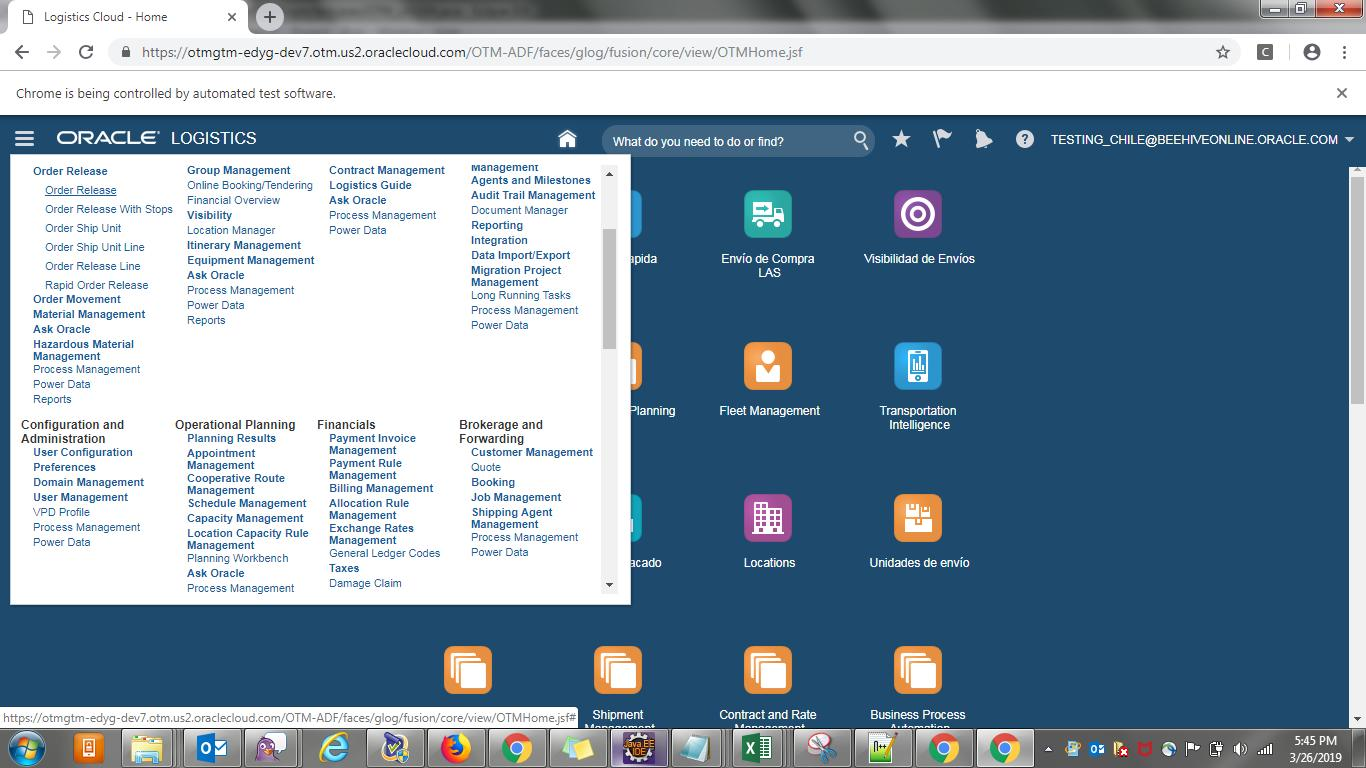 Logistics Cloud - Home
https://otmgtm-edyg-dev7.otm.us2.oraclecloud.com/OTM-ADF/faces/glog/fusion/core/view/OTMHome.jsf
C
Chrome is being controlled by automated test software.
ORACLE LOGISTICS
What do you need to do or find?
TESTING_CHILE@BEEHIVEONLINE.ORACLE.COM
Order Release
Order Release
Order Release With Stops
Order Ship Unit
Order Ship Unit Line
Order Release Line
Rapid Order Release
Order Movement
Material Management
Ask Oracle
Hazardous Material
Management
Process Management
Power Data
Reports
Group Management
Online Booking/Tendering
Financial Overview
Visibility
Location Manager
Itinerary Management
Equipment Management
Ask Oracle
Process Management
Power Data
Reports
Contract Management
Logistics Guide
Ask Oracle
Process Management
Power Data
Management
Agents and Milestones
Audit Trail Management
Document Manager
Reporting
Integration
Data Import/Export
Migration Project
Management
Long Running Tasks
Process Management
Power Data
Configuration and
Administration
User Configuration
Preferences
Domain Management
User Management
VPD Profile
Process Management
Power Data
Operational Planning
Planning Results
Appointment
Management
Cooperative Route
Management
Schedule Management
Capacity Management
Location Capacity Rule
Management
Planning Workbench
Ask Oracle
Process Management
Financials
Payment Invoice
Management
Payment Rule
Management
Billing Management
Allocation Rule
Management
Exchange Rates
Management
General Ledger Codes
Taxes
Damage Claim
Brokerage and
Forwarding
Customer Management
Quote
Booking
Job Management
Shipping Agent
Management
Process Management
Power Data
apida
Envío de Compra
LAS
Visibilidad de Envíos
Planning
Fleet Management
Transportation
Intelligence
acado
Locations
Unidades de envío
Shipment
Management
Contract and Rate
Management
Business Process
Automation
https://otmgtm-edyg-dev7.otm.us2.oraclecloud.com/OTM-ADF/faces/glog/fusion/core/view/OTMHome.jsf#
Java EE
IDE
5:45 PM
3/26/2019